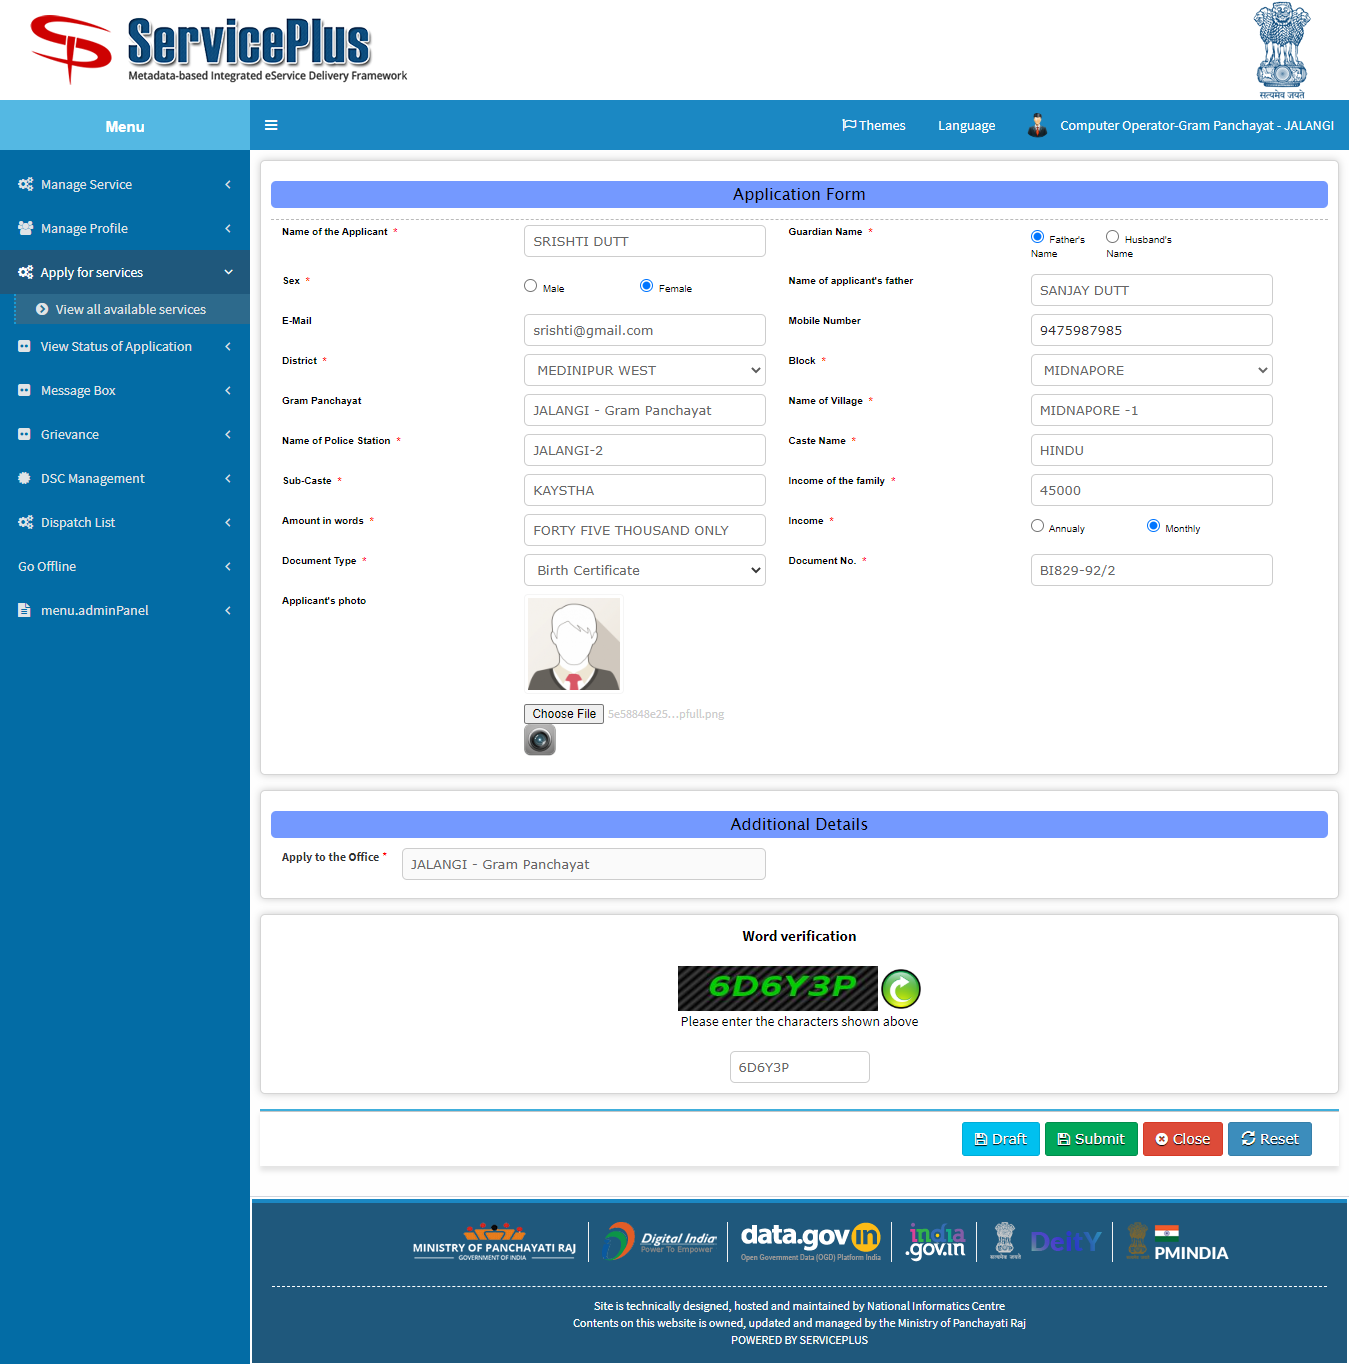 ServicePlus
Metadata-based Integrated eService Delivery Framework
सत्यमेव जयते
Menu
Themes
Language
Computer Operator-Gram Panchayat - JALANGI
Manage Service
Manage Profile
Apply for services
View all available services
View Status of Application
Message Box
Grievance
DSC Management
Dispatch List
Go Offline
menu.adminPanel
Application Form
Name of the Applicant *
SRISHTI DUTT
Guardian Name *
Father's Name
Husband's Name
Sex *
Male
Female
Name of applicant's father
SANJAY DUTT
E-Mail
srishti@gmail.com
Mobile Number
9475987985
District *
MEDINIPUR WEST
Block *
MIDNAPORE
Gram Panchayat
JALANGI - Gram Panchayat
Name of Village *
MIDNAPORE -1
Name of Police Station *
JALANGI-2
Caste Name *
HINDU
Sub-Caste *
KAYSTHA
Income of the family *
45000
Amount in words *
FORTY FIVE THOUSAND ONLY
Income *
Annualy
Monthly
Document Type *
Birth Certificate
Document No. *
BI829-92/2
Applicant's photo
Choose File 5e58848e25...pfull.png
Additional Details
Apply to the Office *
JALANGI - Gram Panchayat
Word verification
6D6Y3P
Please enter the characters shown above
6D6Y3P
Draft
Submit
Close
Reset
MINISTRY OF PANCHAYATI RAJ
GOVERNMENT OF INDIA
Digital India
Power To Empower
data.gov in
Open Government Data (OGD) Platform India
india
.gov.in
सत्यमेव जयते
DeitY
PMINDIA
Site is technically designed, hosted and maintained by National Informatics Centre
Contents on this website is owned, updated and managed by the Ministry of Panchayati Raj
POWERED BY SERVICEPLUS